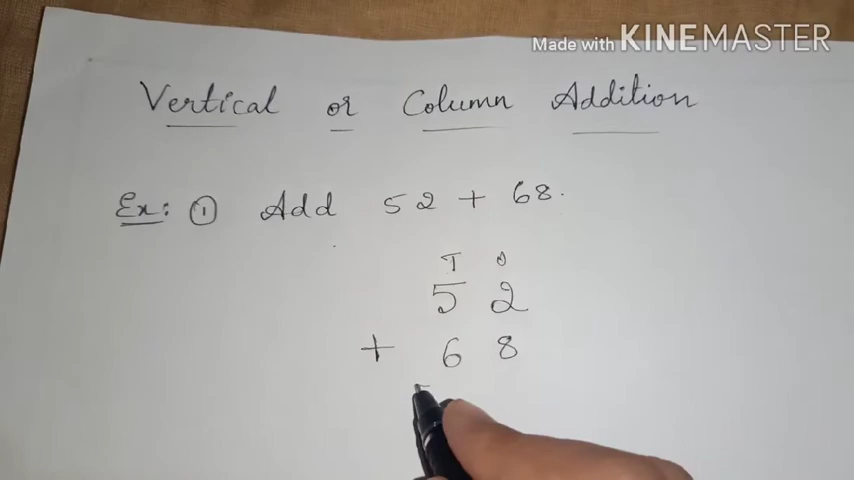 Made with KINEMASTER
Vertical or Column Addition
Ex: ① Add 52 + 68.
T O
5 2
+ 6 8